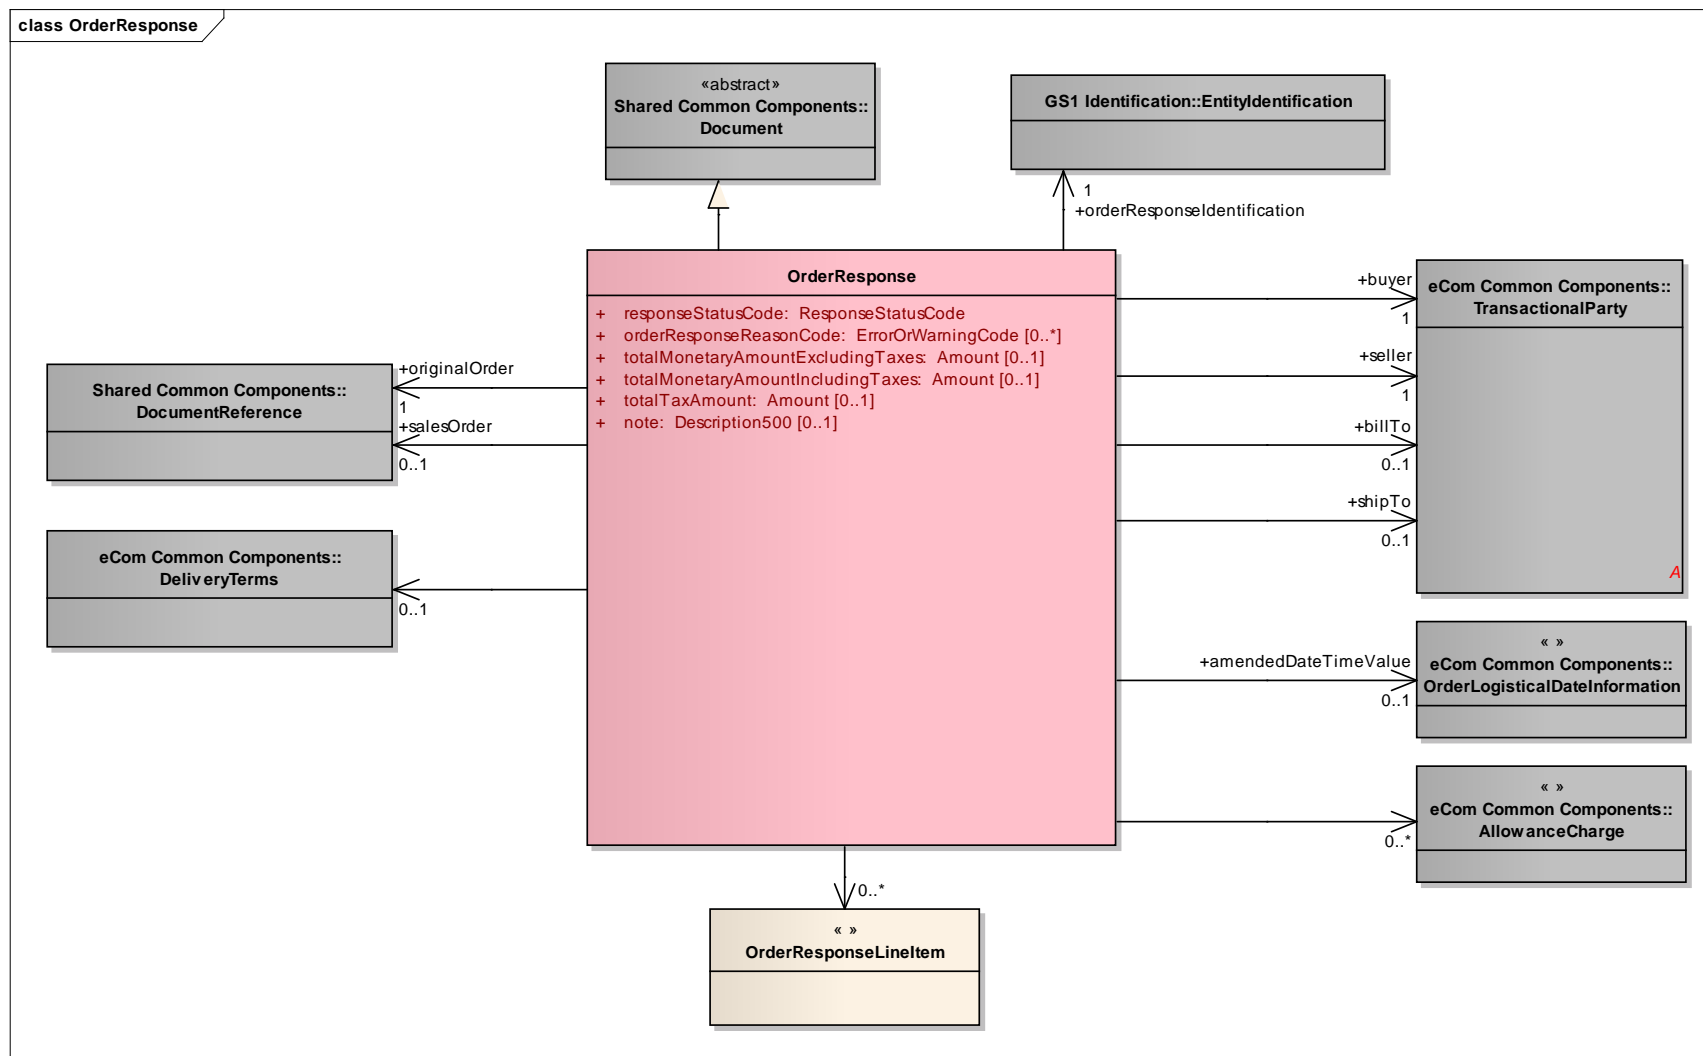 class OrderResponse
«abstract»
Shared Common Components::
Document
GS1 Identification::EntityIdentification
1
+orderResponseIdentification
OrderResponse
+ responseStatusCode: ResponseStatusCode
+ orderResponseReasonCode: ErrorOrWarningCode [0..*]
+ totalMonetaryAmountExcludingTaxes: Amount [0..1]
+ totalMonetaryAmountIncludingTaxes: Amount [0..1]
+ totalTaxAmount: Amount [0..1]
+ note: Description500 [0..1]
+buyer
1
+seller
1
+billTo
0..1
+shipTo
0..1
eCom Common Components::
TransactionalParty
A
+originalOrder
1
+salesOrder
0..1
Shared Common Components::
DocumentReference
eCom Common Components::
DeliveryTerms
0..1
+amendedDateTimeValue
0..1
« »
eCom Common Components::
OrderLogisticalDateInformation
« »
eCom Common Components::
AllowanceCharge
0..*
0..*
« »
OrderResponseLineItem